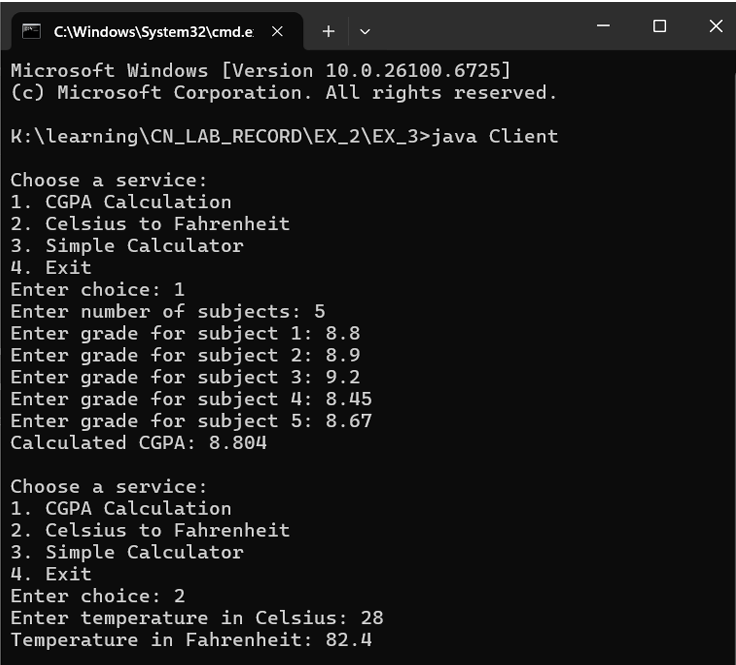 C:\Windows\System32\cmd.e
Microsoft Windows [Version 10.0.26100.6725]
(c) Microsoft Corporation. All rights reserved.
K:\learning\CN_LAB_RECORD\EX_2\EX_3>java Client
Choose a service:
1. CGPA Calculation
2. Celsius to Fahrenheit
3. Simple Calculator
4. Exit
Enter choice: 1
Enter number of subjects: 5
Enter grade for subject 1: 8.8
Enter grade for subject 2: 8.9
Enter grade for subject 3: 9.2
Enter grade for subject 4: 8.45
Enter grade for subject 5: 8.67
Calculated CGPA: 8.804
Choose a service:
1. CGPA Calculation
2. Celsius to Fahrenheit
3. Simple Calculator
4. Exit
Enter choice: 2
Enter temperature in Celsius: 28
Temperature in Fahrenheit: 82.4